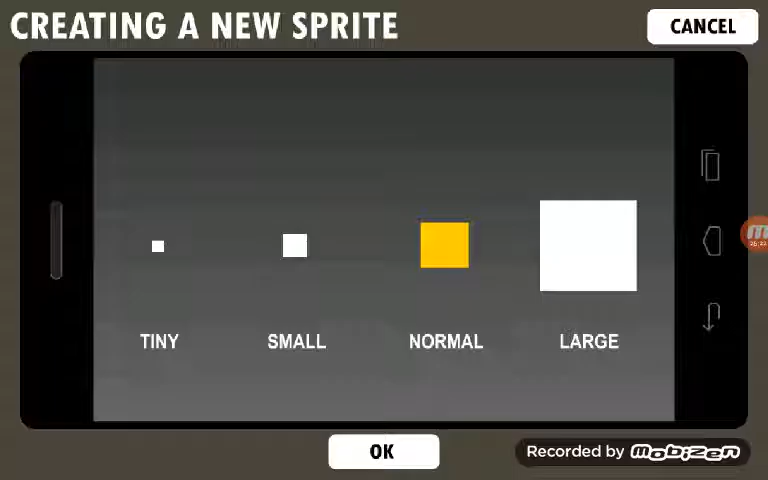 CREATING A NEW SPRITE
CANCEL
TINY SMALL NORMAL LARGE
OK
Recorded by mobizen